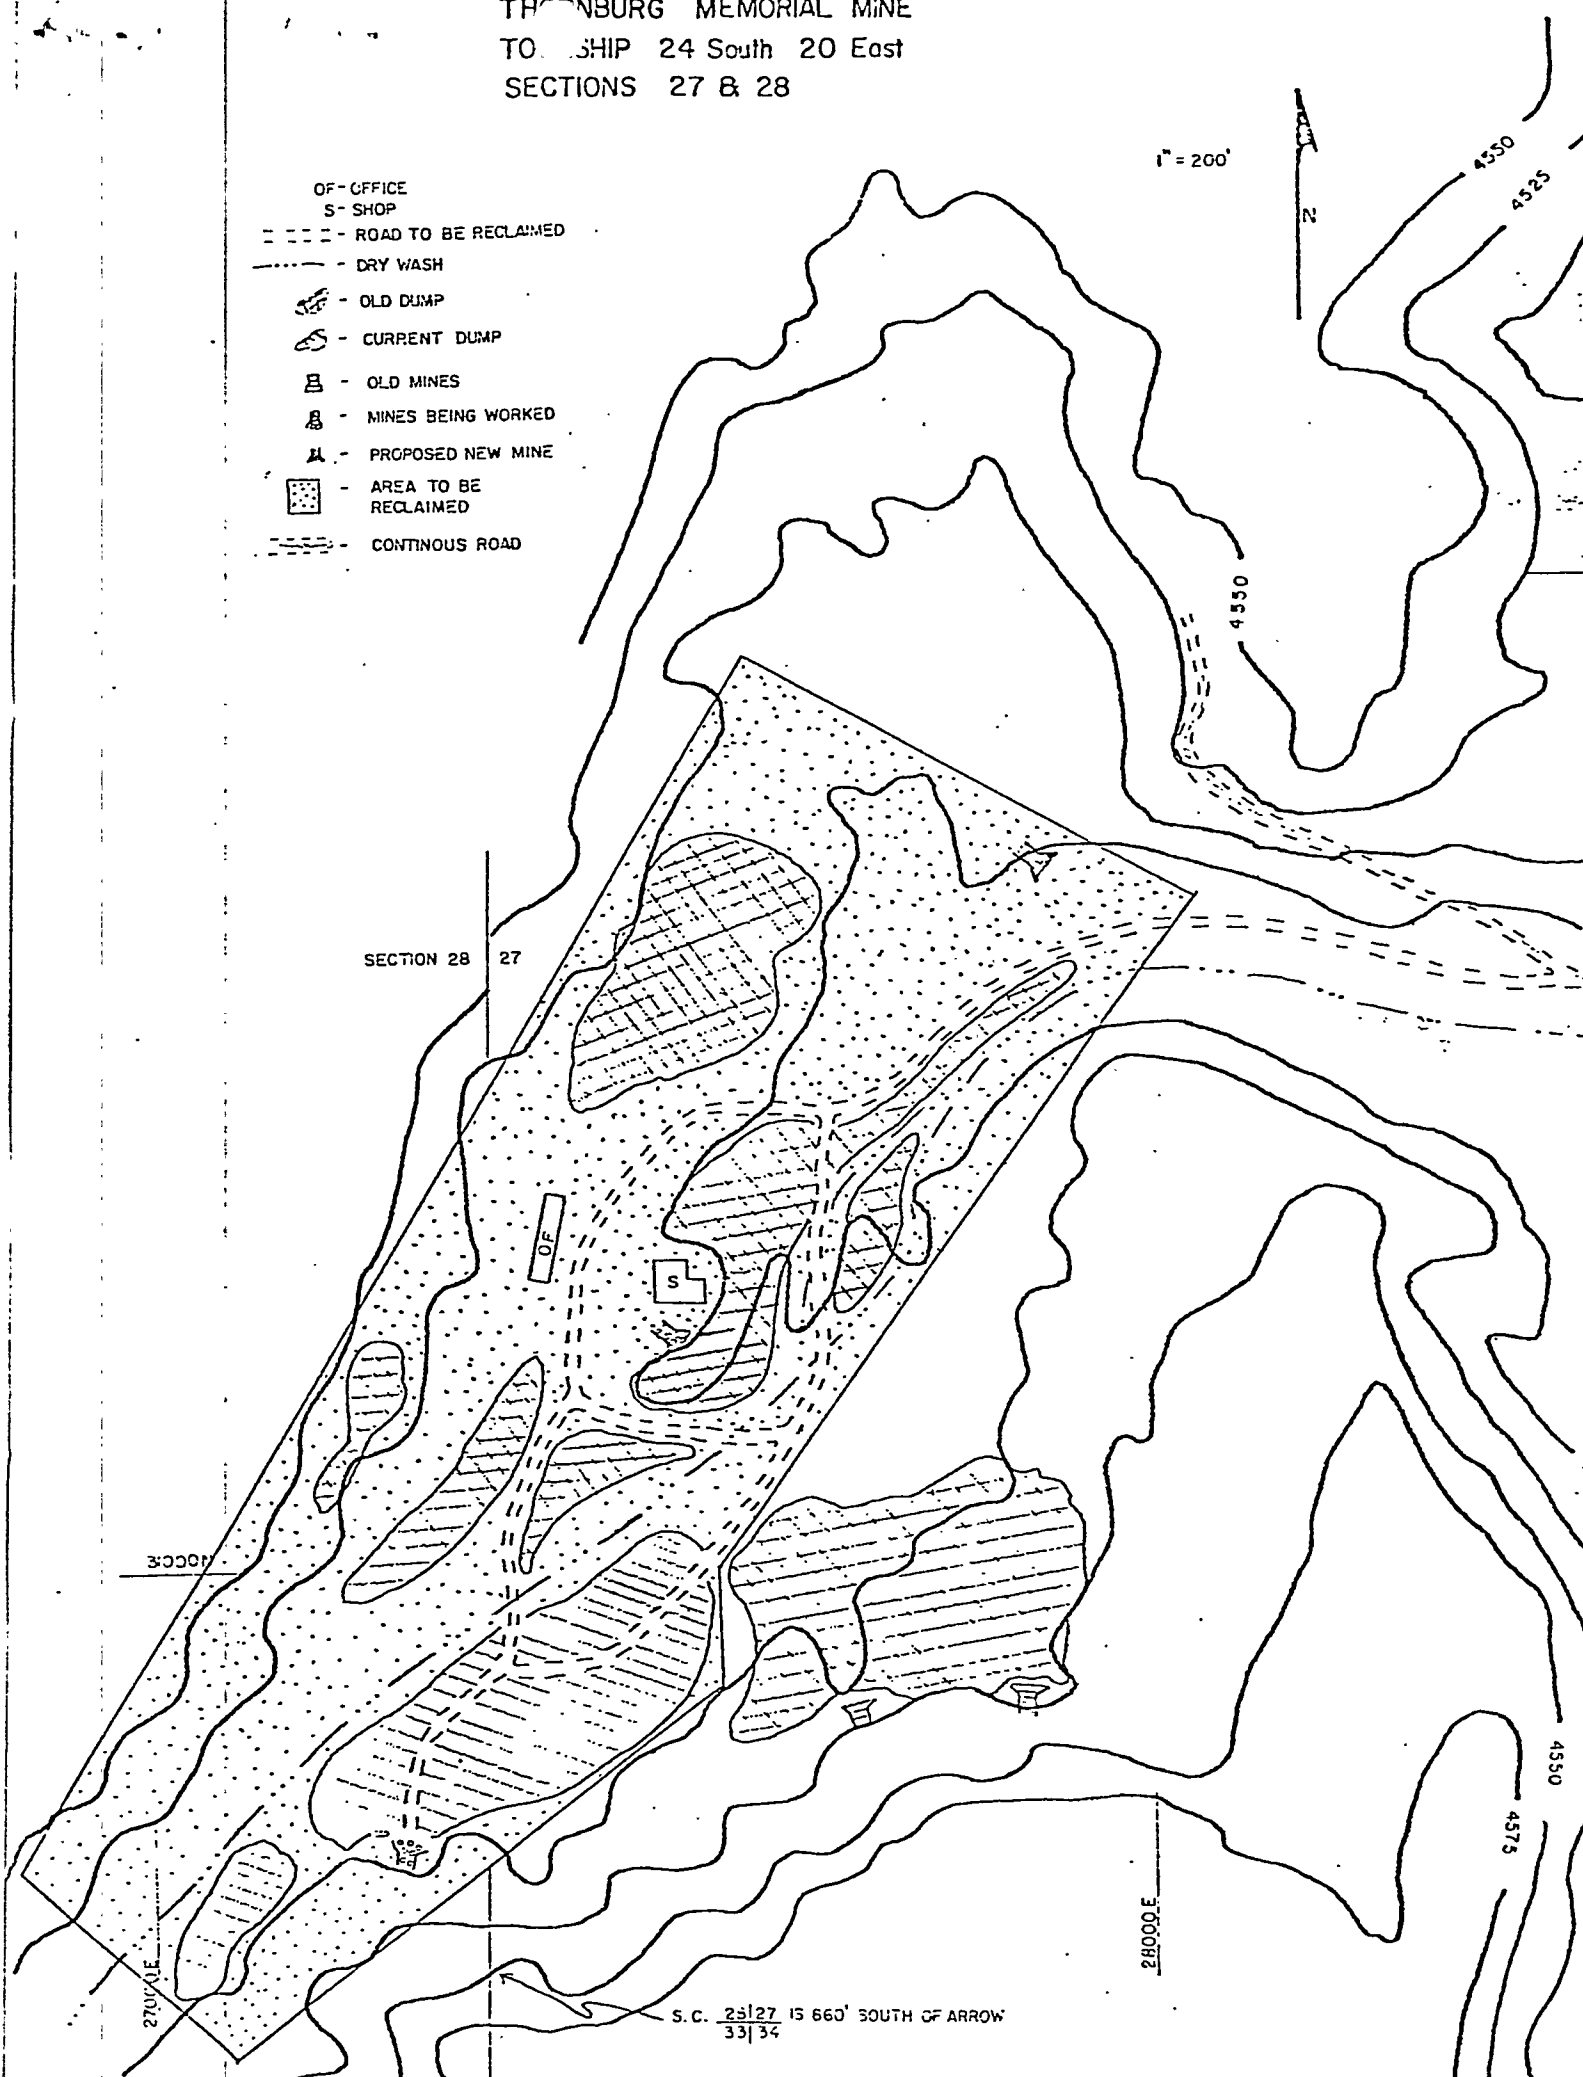 MEMORIAL MINE
24 South 20 East
SECTIONS 27 & 28
1" = 200'
N
OF - OFFICE
S - SHOP
- ROAD TO BE RECLAIMED
- DRY WASH
- OLD DUMP
- CURRENT DUMP
- OLD MINES
- MINES BEING WORKED
- PROPOSED NEW MINE
- AREA TO BE
RECLAIMED
- CONTINOUS ROAD
4550
4525
4550
SECTION 28 27
OF
S
4550
4575
28000E
S.C. 28|27 IS 660' SOUTH OF ARROW
33|34